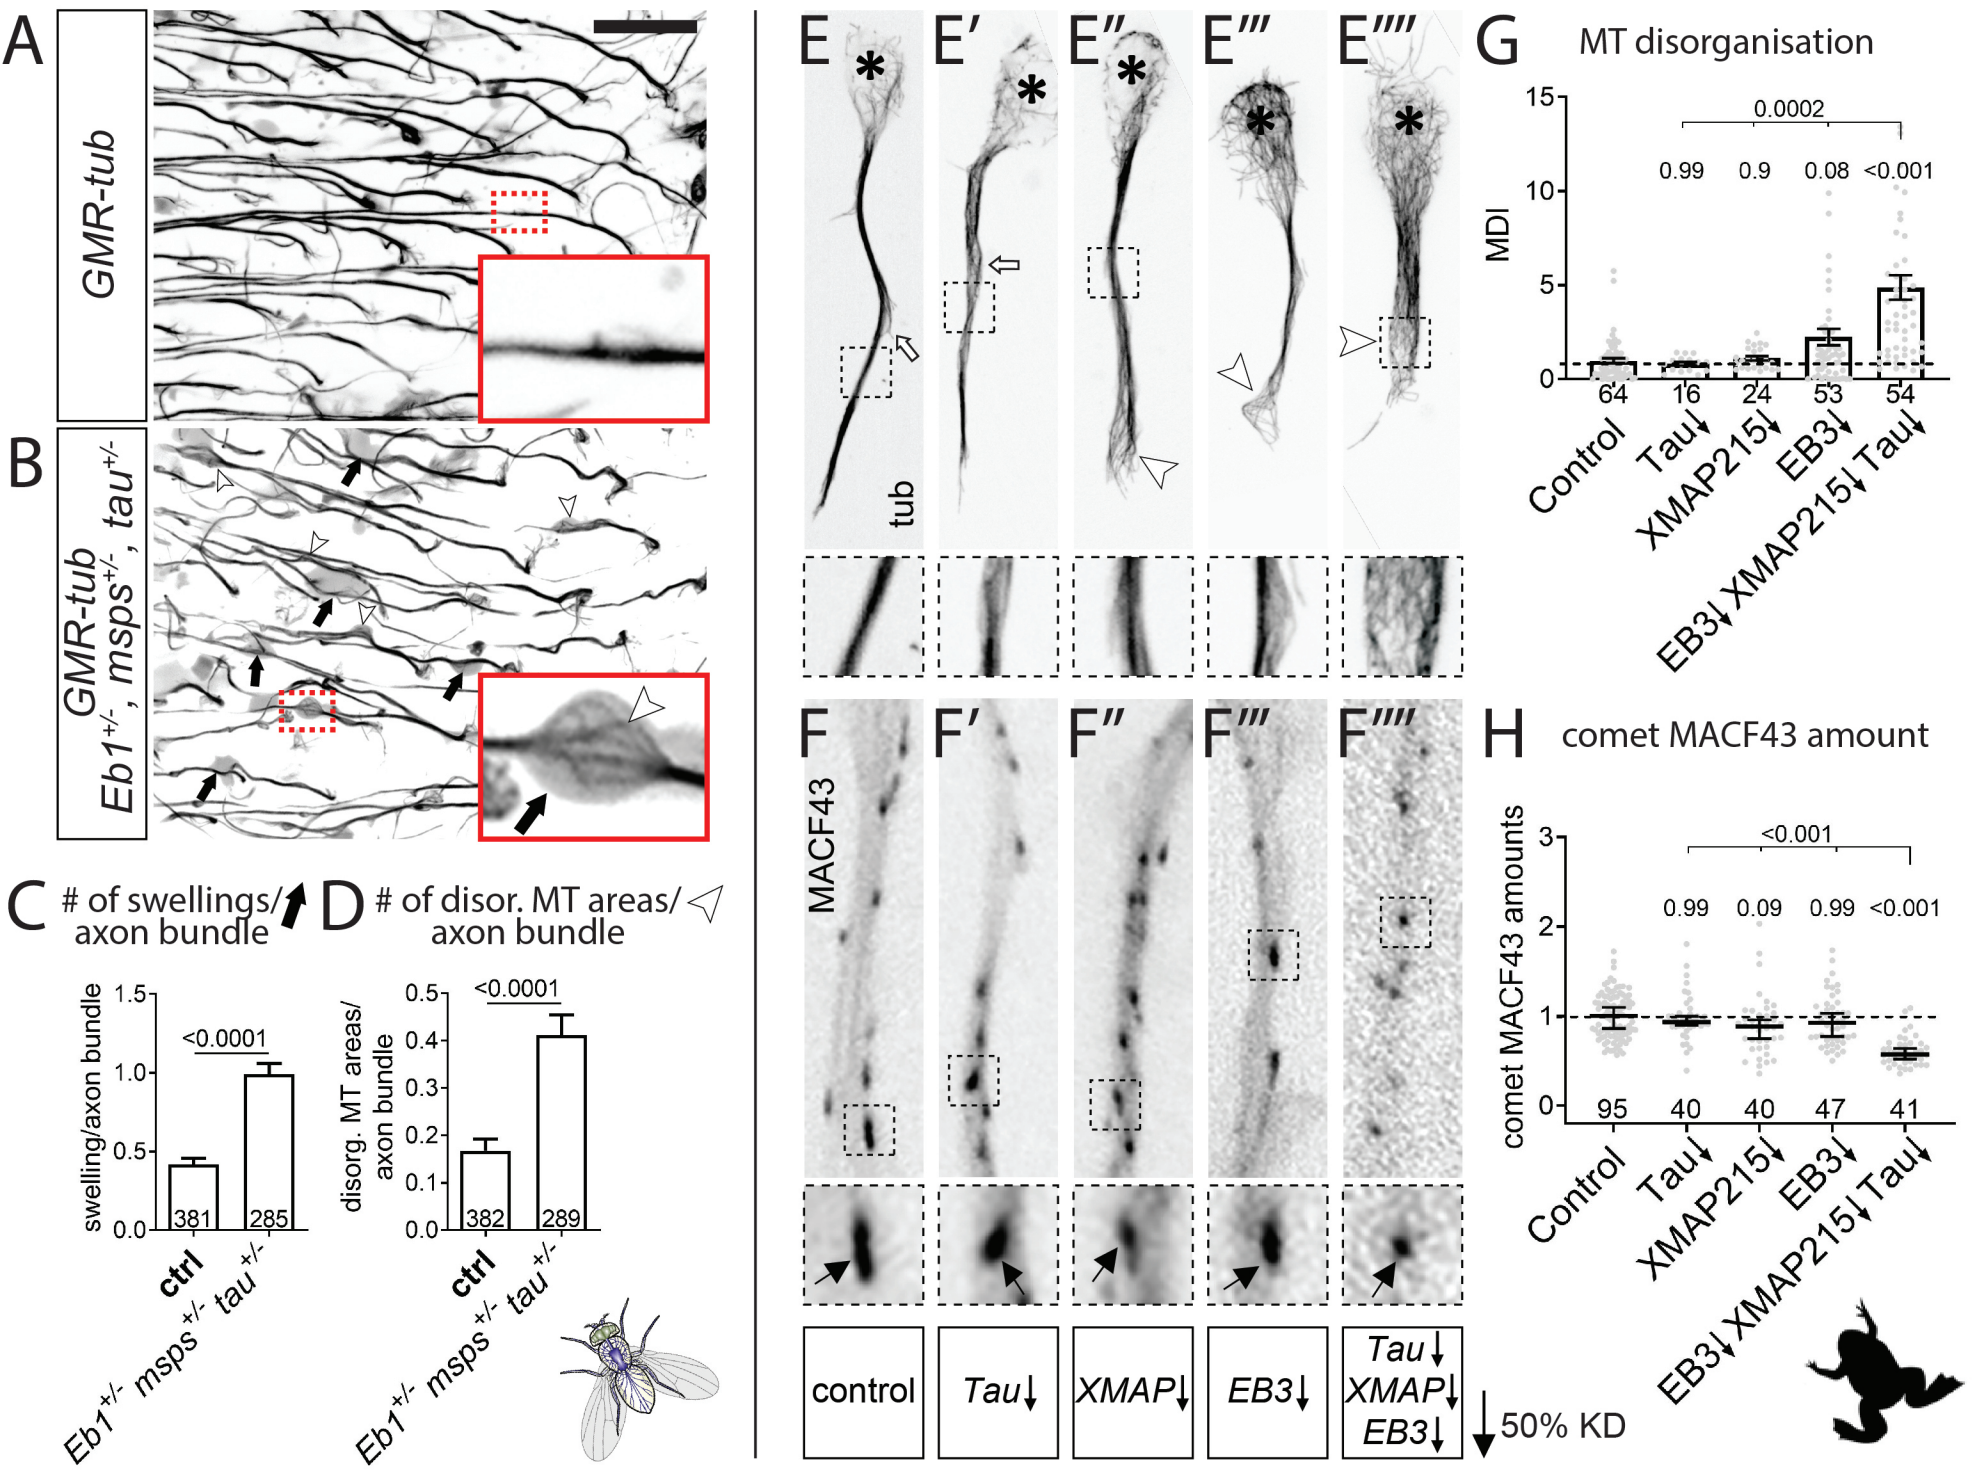 A
GMR-tub
B
GMR-tub
Eb1+/-, msps+/-, tau+/-
C
# of swellings/
axon bundle
swelling/axon bundle
1.5
1.0
0.5
0.0
<0.0001
381
285
ctrl
Eb1+/- msps+/- tau+/-
D
# of disor. MT areas/
axon bundle
disorg. MT areas/
axon bundle
0.5
0.4
0.3
0.2
0.1
0.0
<0.0001
382
289
ctrl
Eb1+/- msps+/- tau+/-
E
E′
E″
E‴
E⁗
*
*
*
*
*
tub
F
F′
F″
F‴
F⁗
MACF43
control
Tau↓
XMAP↓
EB3↓
Tau↓
XMAP↓
EB3↓
↓50% KD
G
MT disorganisation
MDI
15
10
5
0
0.0002
0.99
0.9
0.08
<0.001
64
16
24
53
54
Control
Tau↓
XMAP215↓
EB3↓
EB3↓ XMAP215↓ Tau↓
H
comet MACF43 amount
comet MACF43 amounts
3
2
1
0
<0.001
0.99
0.09
0.99
<0.001
95
40
40
47
41
Control
Tau↓
XMAP215↓
EB3↓
EB3↓ XMAP215↓ Tau↓